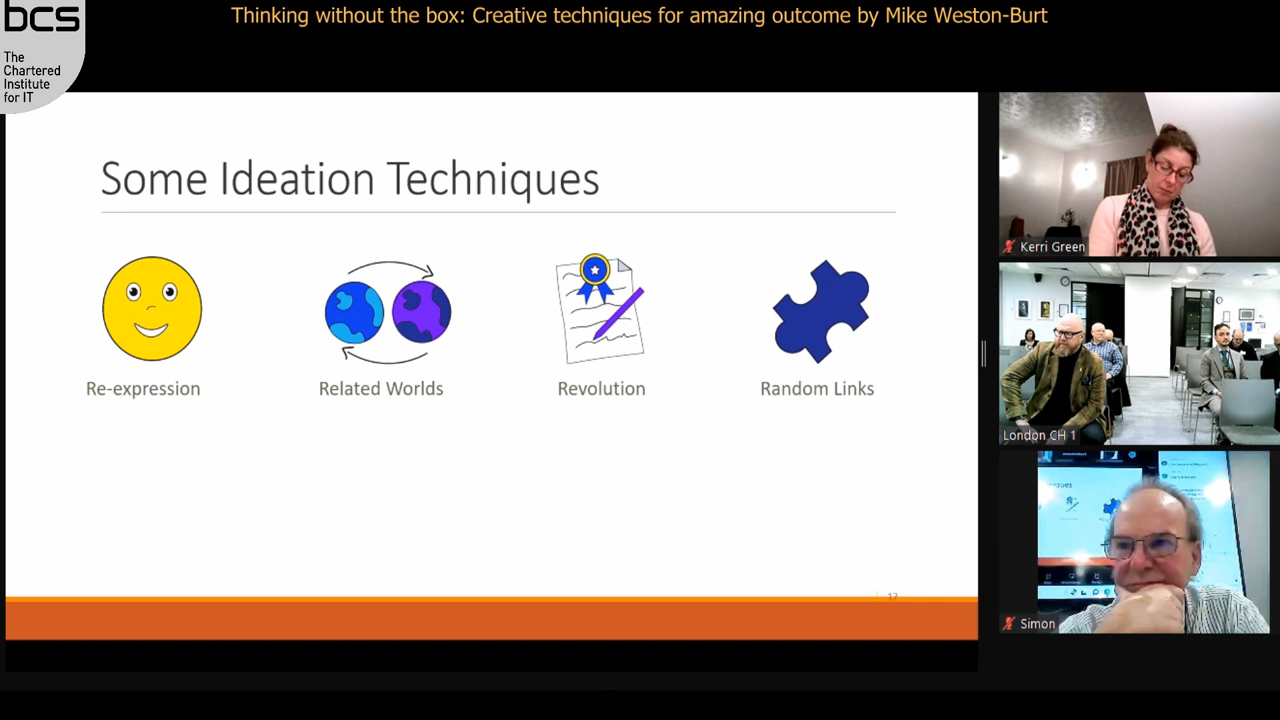 bcs
The
Chartered
Institute
for IT
Thinking without the box: Creative techniques for amazing outcome by Mike Weston-Burt
Some Ideation Techniques
Re-expression
Related Worlds
Revolution
Random Links
17
Kerri Green
London CH 1
Simon